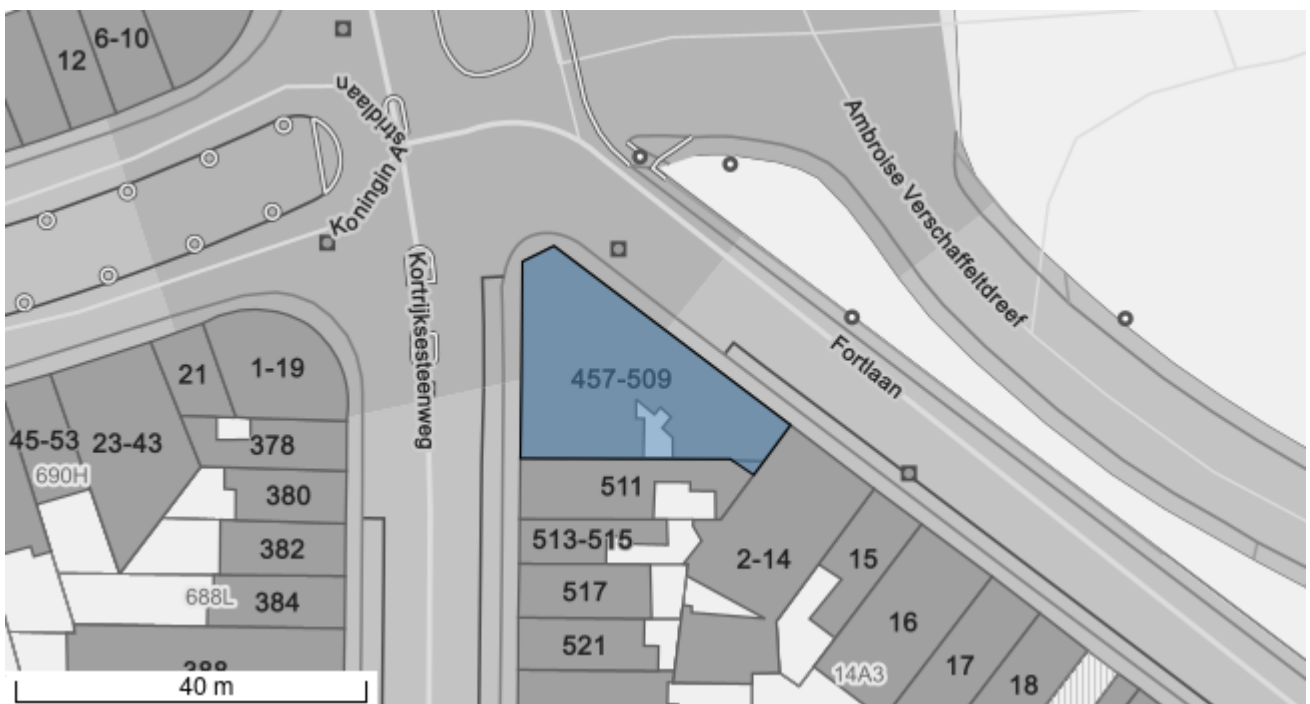 6-10
12
Koningin Astridlaan
Ambroise Verschaffeltdreef
Kortrijksesteenweg
Fortlaan
457-509
21
1-19
45-53
23-43
378
690H
380
511
382
513-515
2-14
15
688L
384
517
16
521
388
14A3
17
18
40 m